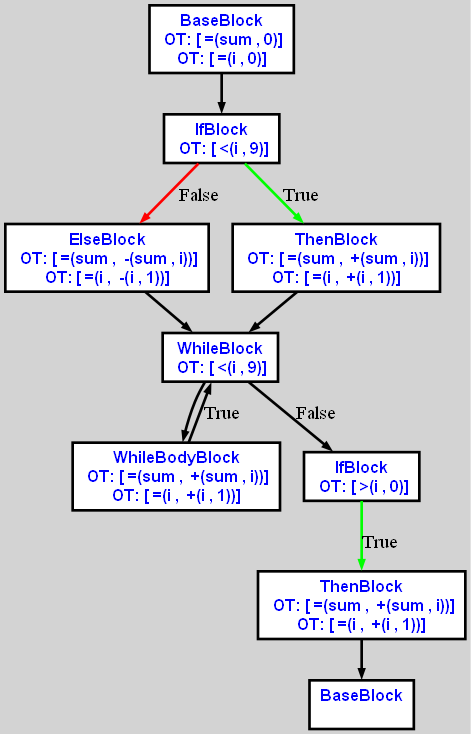 BaseBlock
OT: [ =(sum , 0)]
OT: [ =(i , 0)]
IfBlock
OT: [ <(i , 9)]
False
True
ElseBlock
OT: [ =(sum ,  -(sum , i))]
OT: [ =(i ,  -(i , 1))]
ThenBlock
OT: [ =(sum ,  +(sum , i))]
OT: [ =(i ,  +(i , 1))]
WhileBlock
OT: [ <(i , 9)]
True
False
WhileBodyBlock
OT: [ =(sum ,  +(sum , i))]
OT: [ =(i ,  +(i , 1))]
IfBlock
OT: [ >(i , 0)]
True
ThenBlock
OT: [ =(sum ,  +(sum , i))]
OT: [ =(i ,  +(i , 1))]
BaseBlock